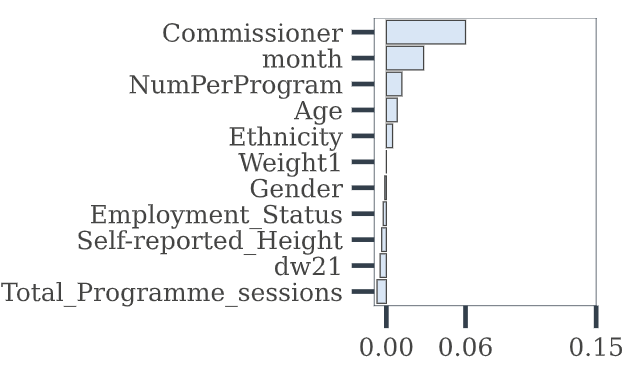 Commissioner
month
NumPerProgram
Age
Ethnicity
Weight1
Gender
Employment_Status
Self-reported_Height
dw21
Total_Programme_sessions
0.00 0.06 0.15